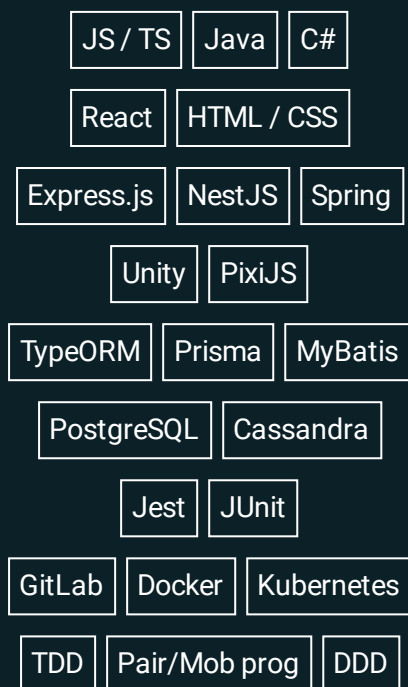 JS / TS Java C#
React HTML / CSS
Express.js NestJS Spring
Unity PixiJS
TypeORM Prisma MyBatis
PostgreSQL Cassandra
Jest JUnit
GitLab Docker Kubernetes
TDD Pair/Mob prog DDD